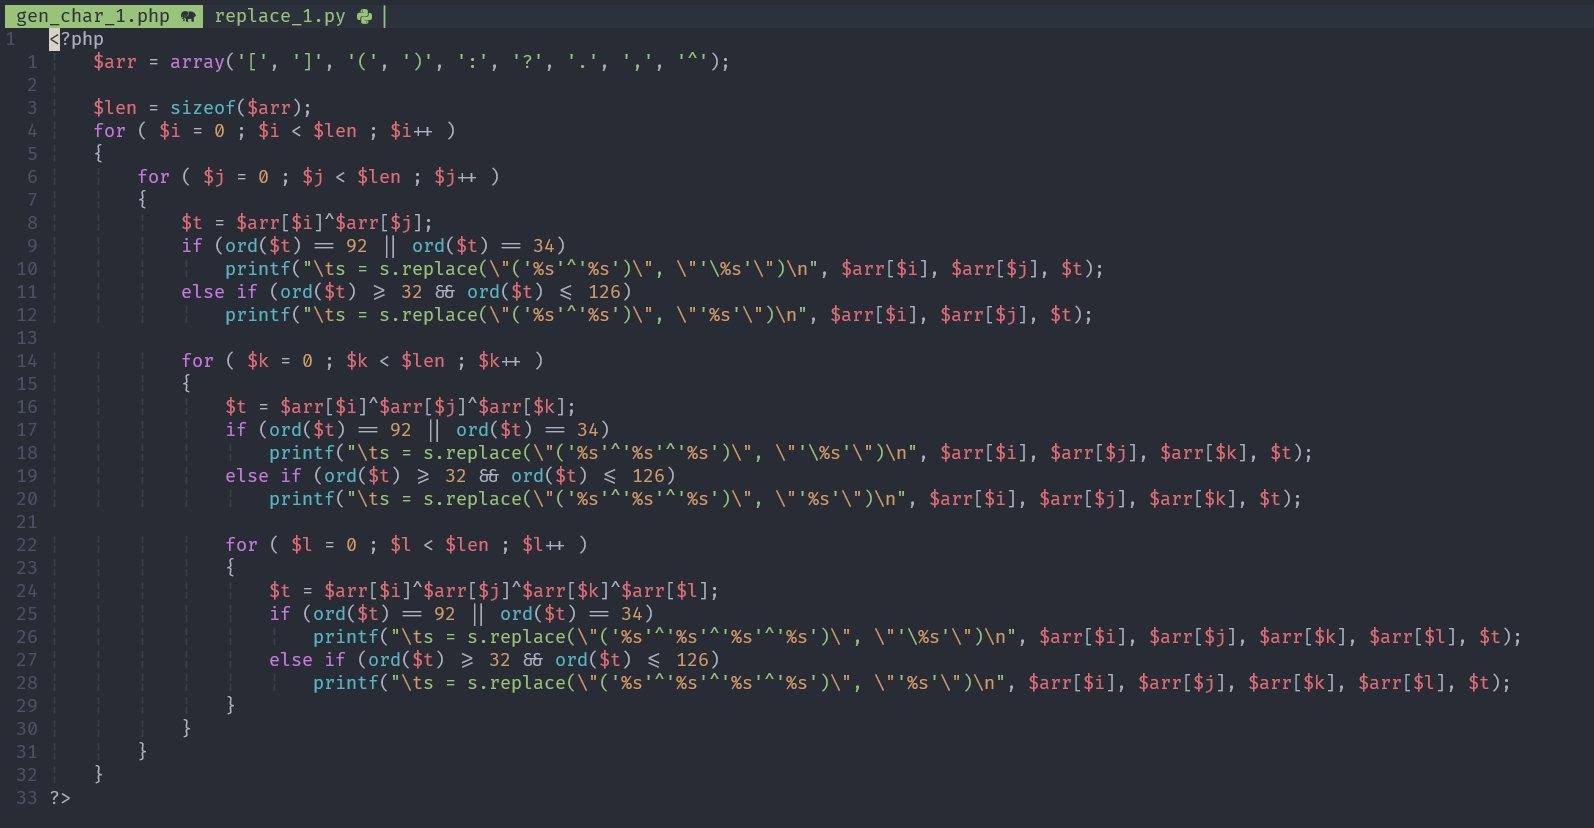 gen_char_1.php replace_1.py
1 <?php
1 $arr = array('[', ']', '(', ')', ':', '?', '.', ',', '^');
2
3 $len = sizeof($arr);
4 for ( $i = 0 ; $i < $len ; $i++ )
5 {
6 for ( $j = 0 ; $j < $len ; $j++ )
7 {
8 $t = $arr[$i]^$arr[$j];
9 if (ord($t) == 92 || ord($t) == 34)
10 printf("\ts = s.replace(\"('%s'^'%s')\", \"'\%s'\")\n", $arr[$i], $arr[$j], $t);
11 else if (ord($t) >= 32 && ord($t) <= 126)
12 printf("\ts = s.replace(\"('%s'^'%s')\", \"'%s'\")\n", $arr[$i], $arr[$j], $t);
13
14 for ( $k = 0 ; $k < $len ; $k++ )
15 {
16 $t = $arr[$i]^$arr[$j]^$arr[$k];
17 if (ord($t) == 92 || ord($t) == 34)
18 printf("\ts = s.replace(\"('%s'^'%s'^'%s')\", \"'\%s'\")\n", $arr[$i], $arr[$j], $arr[$k], $t);
19 else if (ord($t) >= 32 && ord($t) <= 126)
20 printf("\ts = s.replace(\"('%s'^'%s'^'%s')\", \"'%s'\")\n", $arr[$i], $arr[$j], $arr[$k], $t);
21
22 for ( $l = 0 ; $l < $len ; $l++ )
23 {
24 $t = $arr[$i]^$arr[$j]^$arr[$k]^$arr[$l];
25 if (ord($t) == 92 || ord($t) == 34)
26 printf("\ts = s.replace(\"('%s'^'%s'^'%s'^'%s')\", \"'\%s'\")\n", $arr[$i], $arr[$j], $arr[$k], $arr[$l], $t);
27 else if (ord($t) >= 32 && ord($t) <= 126)
28 printf("\ts = s.replace(\"('%s'^'%s'^'%s'^'%s')\", \"'%s'\")\n", $arr[$i], $arr[$j], $arr[$k], $arr[$l], $t);
29 }
30 }
31 }
32 }
33 ?>